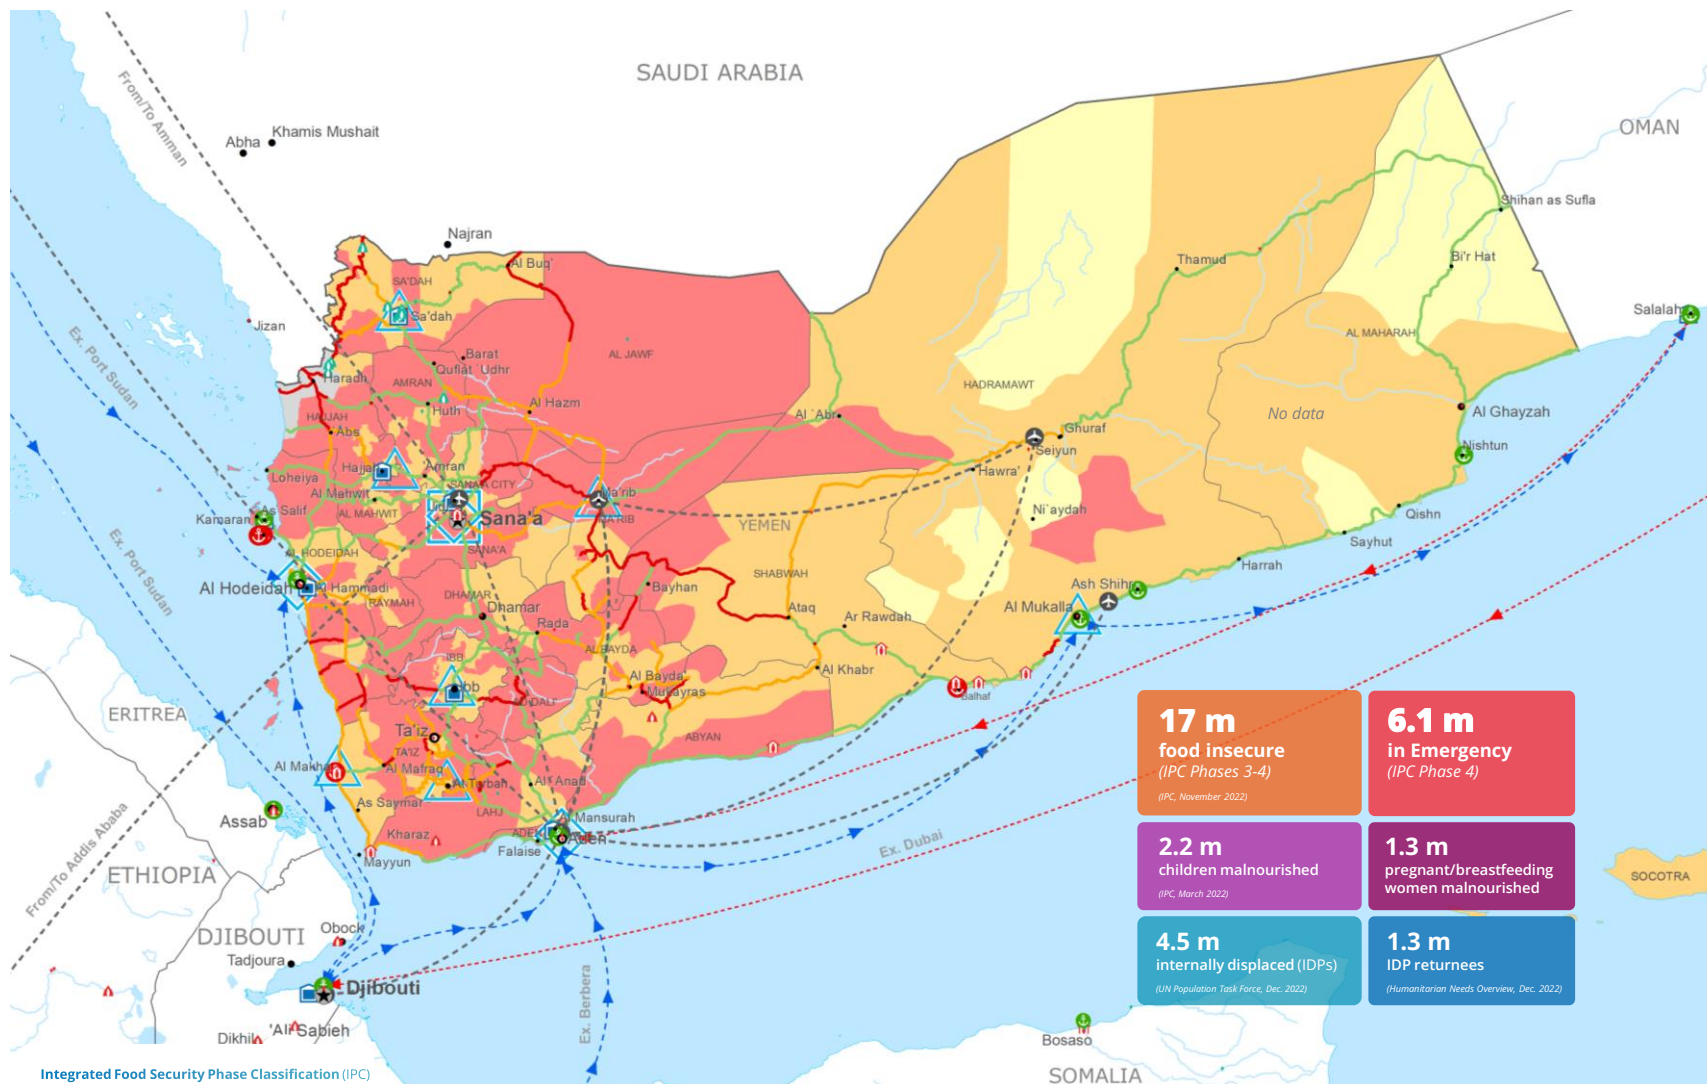 SAUDI ARABIA
OMAN
From/To Amman
Abha
Khamis Mushait
Najran
Shihan as Sufla
Al Buq'
Thamud
Bi'r Hat
SA'DAH
Sa'dah
Salalah
Jizan
AL MAHARAH
Ex. Port Sudan
Barat
AL JAWF
Quflat `Udhr
Haradh
AMRAN
HADRAMAWT
Huth
Al Hazm
No data
Al Ghayzah
HAJJAH
Al `Abr
Abs
Ghuraf
Seiyun
Nishtun
Hajjah
Amran
Hawra'
Loheiya
SANA'A CITY
Al Mahwit
Ma'rib
As Salif
AL MAHWIT
Kamaran
Sana'a
MA'RIB
YEMEN
Ni`aydah
Qishn
Ex. Port Sudan
AL HODEIDAH
SANA'A
Sayhut
Harrah
SHABWAH
Al Hodeidah
Al Hammadi
Bayhan
Ash Shihr
RAYMAH
DHAMAR
Dhamar
Ataq
Al Mukalla
Ar Rawdah
Rada
IBB
AL BAYDA
Al Khabr
Ibb
Al Bayda'
Mukayras
Balhaf
ERITREA
Ta'iz
ABYAN
TA'IZ
Al Makha
Al Mafraq
Al Turbah
Al `Anad
As Saymar
LAHJ
Assab
Al Mansurah
Kharaz
ADEN
Aden
Falaise
Ex. Dubai
Mayyun
From/To Addis Ababa
ETHIOPIA
SOCOTRA
DJIBOUTI
Obock
Tadjoura
Djibouti
Ex. Berbera
'Ali Sabieh
Dikhil
Bosaso
SOMALIA
17 m
food insecure
(IPC Phases 3-4)
(IPC, November 2022)
6.1 m
in Emergency
(IPC Phase 4)
2.2 m
children malnourished
(IPC, March 2022)
1.3 m
pregnant/breastfeeding
women malnourished
4.5 m
internally displaced (IDPs)
(UN Population Task Force, Dec. 2022)
1.3 m
IDP returnees
(Humanitarian Needs Overview, Dec. 2022)
Integrated Food Security Phase Classification (IPC)